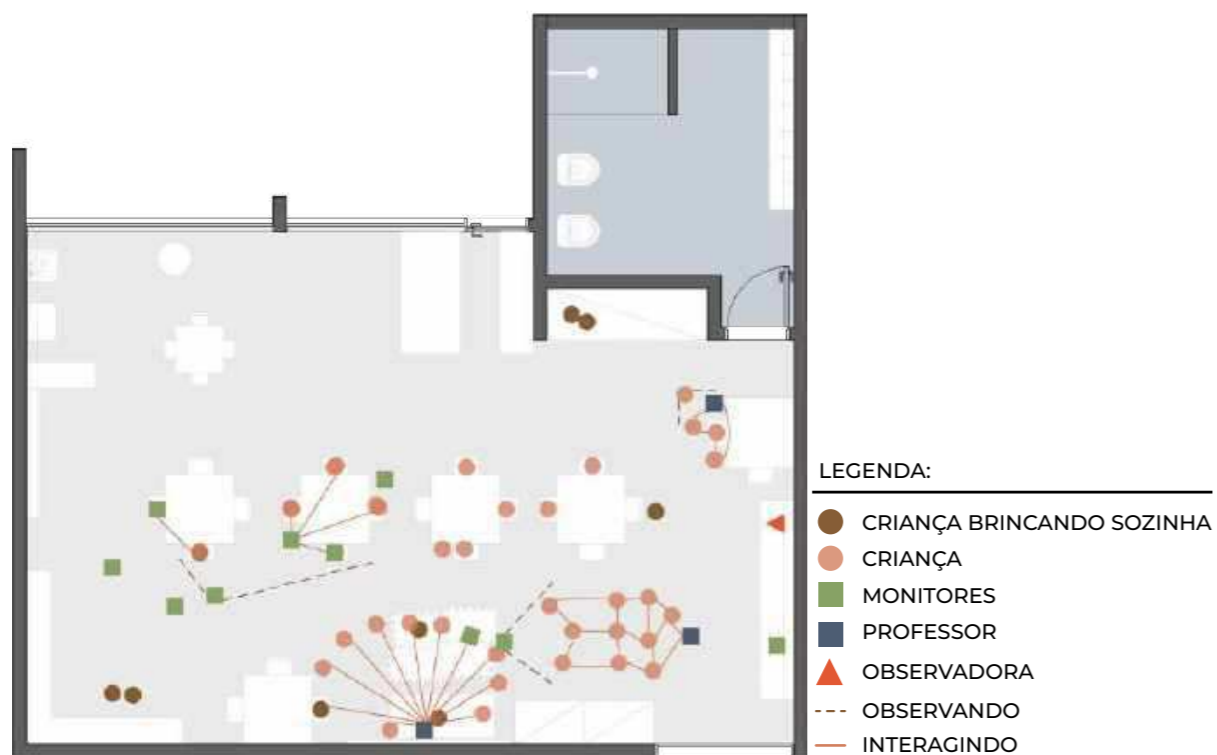 LEGENDA:
CRIANÇA BRINCANDO SOZINHA
CRIANÇA
MONITORES
PROFESSOR
OBSERVADORA
OBSERVANDO
INTERAGINDO